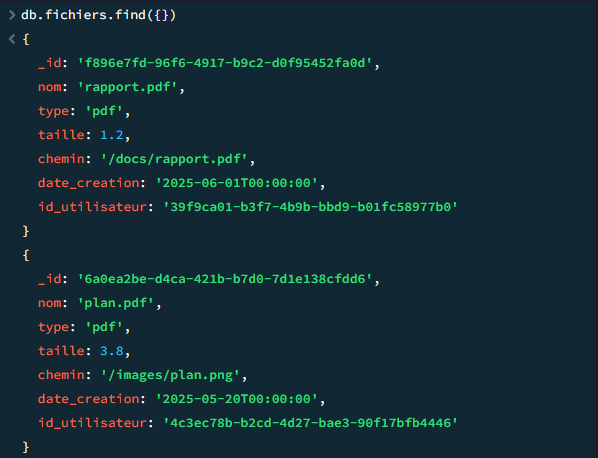 > db.fichiers.find({})
< {
_id: 'f896e7fd-96f6-4917-b9c2-d0f95452fa0d',
nom: 'rapport.pdf',
type: 'pdf',
taille: 1.2,
chemin: '/docs/rapport.pdf',
date_creation: '2025-06-01T00:00:00',
id_utilisateur: '39f9ca01-b3f7-4b9b-bbd9-b01fc58977b0'
}
{
_id: '6a0ea2be-d4ca-421b-b7d0-7d1e138cfdd6',
nom: 'plan.pdf',
type: 'pdf',
taille: 3.8,
chemin: '/images/plan.png',
date_creation: '2025-05-20T00:00:00',
id_utilisateur: '4c3ec78b-b2cd-4d27-bae3-90f17bfb4446'
}